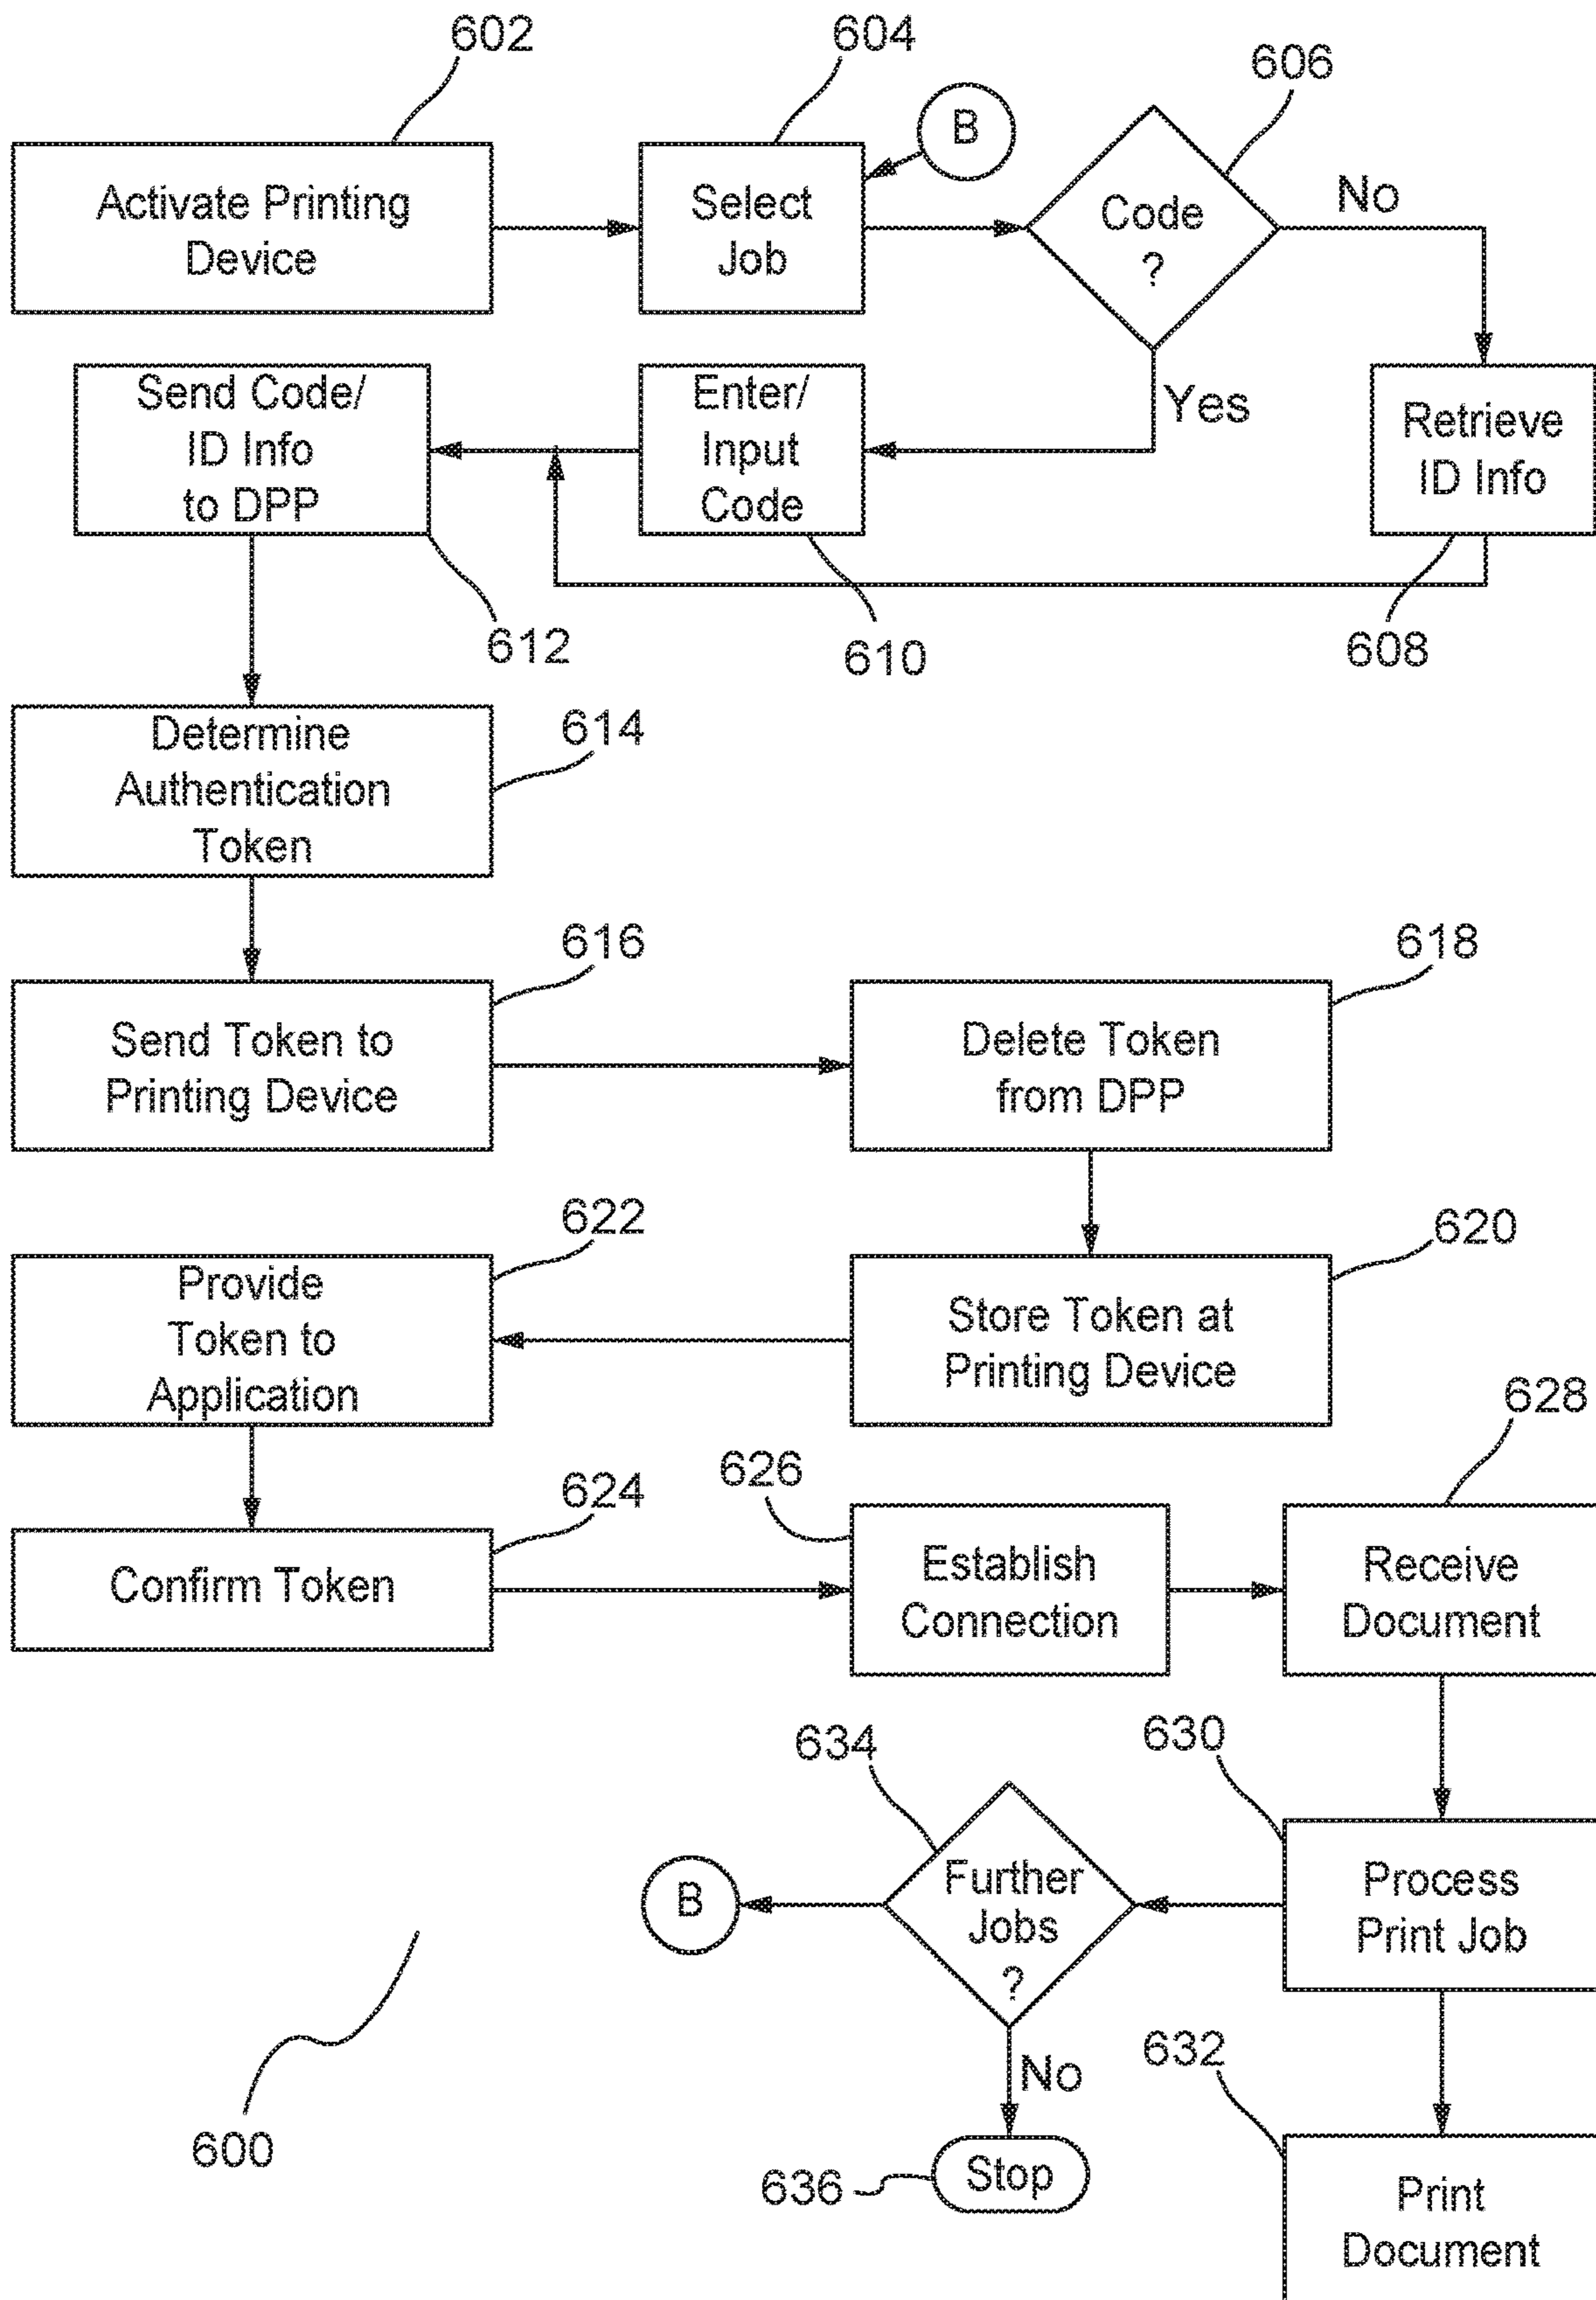 602
604
606
B
Activate Printing
Device
Select
Job
Code
?
No
Send Code/
ID Info
to DPP
Enter/
Input
Code
Yes
Retrieve
ID Info
612
610
608
Determine
Authentication
Token
614
616
618
Send Token to
Printing Device
Delete Token
from DPP
622
620
Provide
Token to
Application
Store Token at
Printing Device
628
624
626
Confirm Token
Establish
Connection
Receive
Document
634
630
B
Further
Jobs
?
Process
Print Job
No
632
600
636
Stop
Print
Document